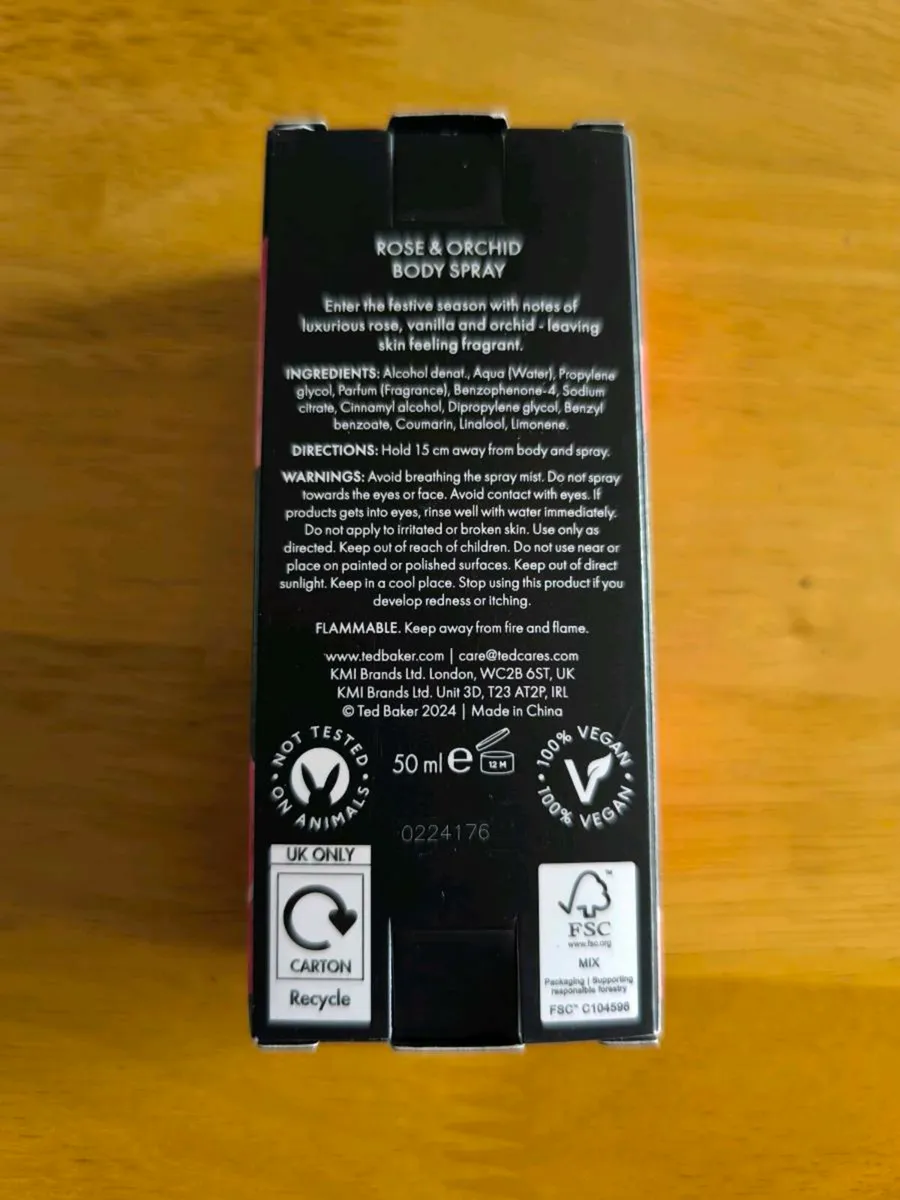 ROSE & ORCHID
BODY SPRAY
Enter the festive season with notes of
luxurious rose, vanilla and orchid - leaving
skin feeling fragrant.
INGREDIENTS: Alcohol denat., Aqua (Water), Propylene
glycol, Parfum (Fragrance), Benzophenone-4, Sodium
citrate, Cinnamyl alcohol, Dipropylene glycol, Benzyl
benzoate, Coumarin, Linalool, Limonene.
DIRECTIONS: Hold 15 cm away from body and spray.
WARNINGS: Avoid breathing the spray mist. Do not spray
towards the eyes or face. Avoid contact with eyes. If
products gets into eyes, rinse well with water immediately.
Do not apply to irritated or broken skin. Use only as
directed. Keep out of reach of children. Do not use near or
place on painted or polished surfaces. Keep out of direct
sunlight. Keep in a cool place. Stop using this product if you
develop redness or itching.
FLAMMABLE. Keep away from fire and flame.
www.tedbaker.com | care@tedcares.com
KMI Brands Ltd. London, WC2B 6ST, UK
KMI Brands Ltd. Unit 3D, T23 AT2P, IRL
© Ted Baker 2024 | Made in China
NOT TESTED
• ON ANIMALS •
50 ml e
12 M
100% VEGAN
• 100% VEGAN •
0224176
UK ONLY
CARTON
Recycle
FSC
™
www.fsc.org
MIX
Packaging | Supporting
responsible forestry
FSC™ C104596